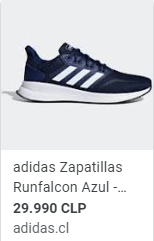 adidas Zapatillas
Runfalcon Azul -...
29.990 CLP
adidas.cl